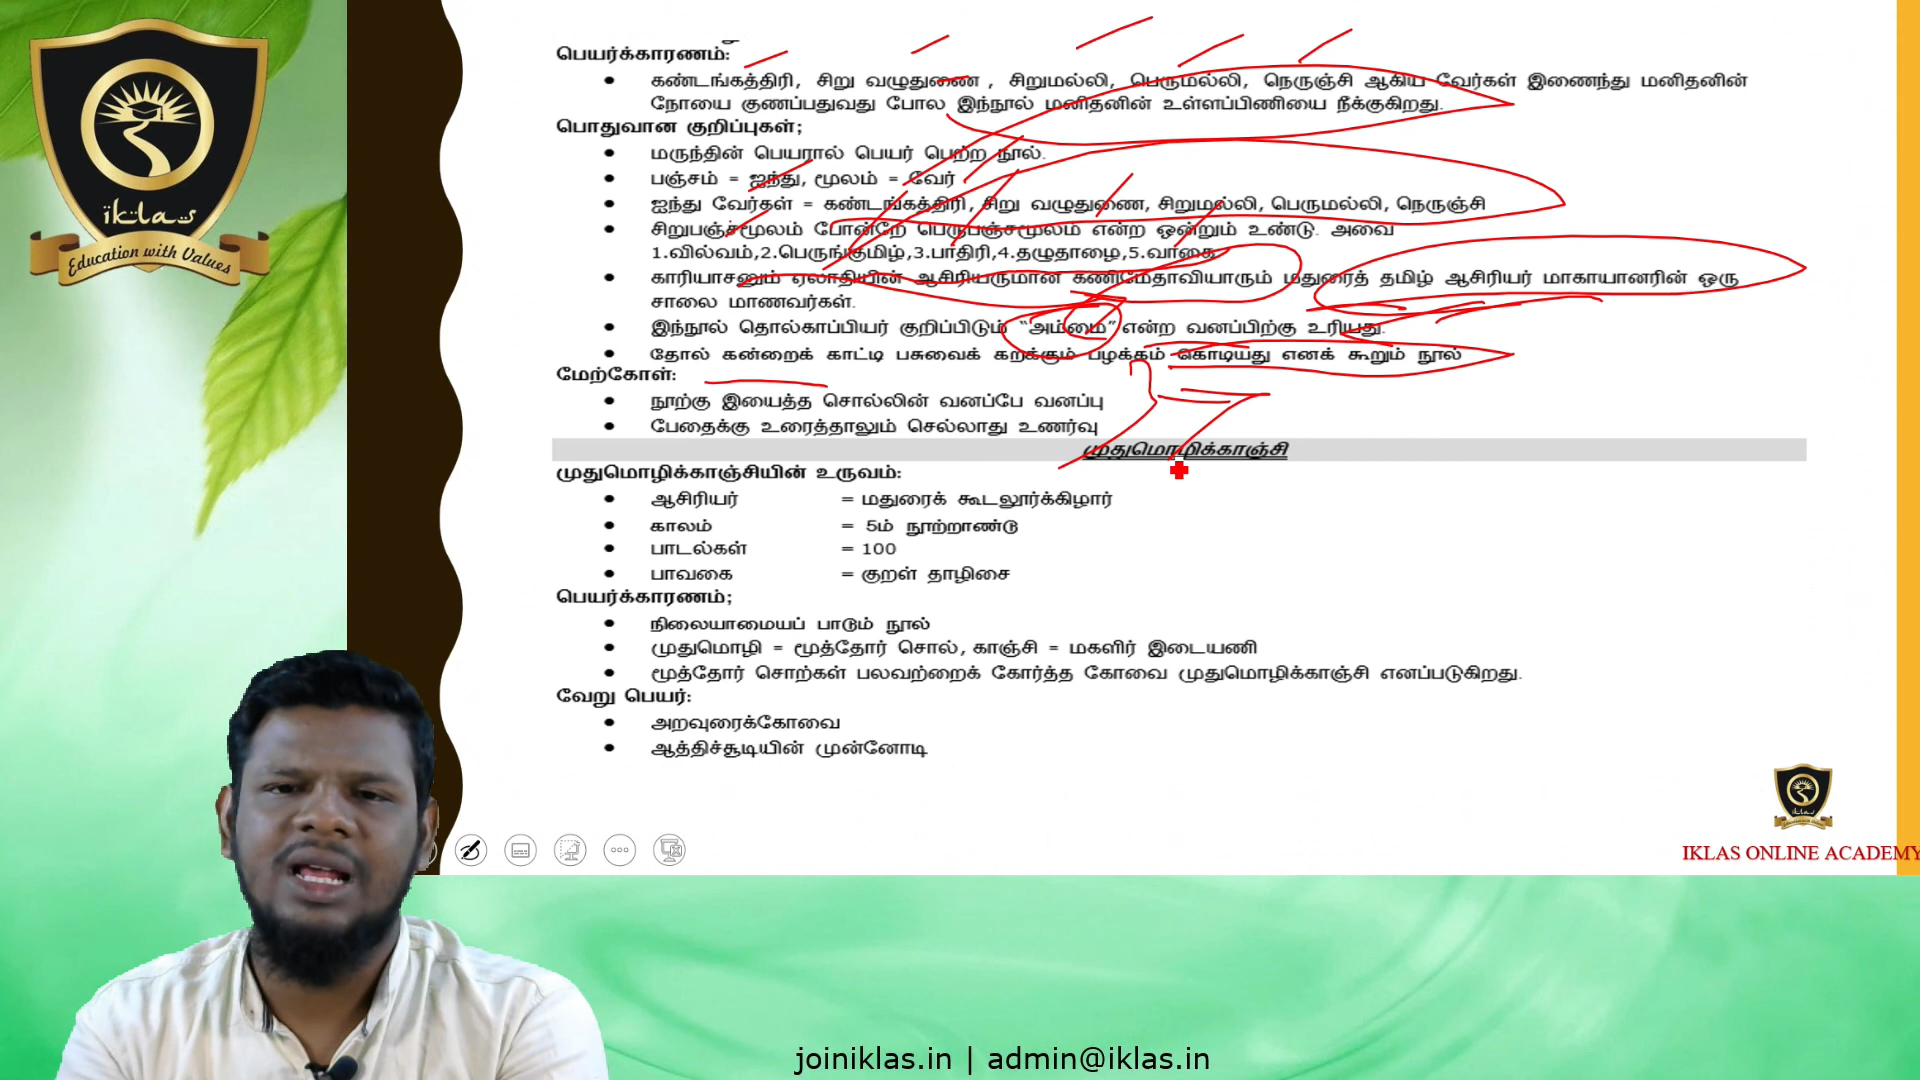 iklas
Education with Values
பெயர்க்காரணம்:
• கண்டங்கத்திரி, சிறு வழுதுணை , சிறுமல்லி, பெருமல்லி, நெருஞ்சி ஆகிய வேர்கள் இணைந்து மனிதனின்
நோயை குணப்பதுவது போல இந்நூல் மனிதனின் உள்ளப்பிணியை நீக்குகிறது.
பொதுவான குறிப்புகள்;
• மருந்தின் பெயரால் பெயர் பெற்ற நூல்.
• பஞ்சம் = ஐந்து, மூலம் = வேர்
• ஐந்து வேர்கள் = கண்டங்கத்திரி, சிறு வழுதுணை, சிறுமல்லி, பெருமல்லி, நெருஞ்சி
• சிறுபஞ்சமூலம் போன்றே பெருபஞ்சமூலம் என்ற ஒன்றும் உண்டு. அவை
1.வில்வம்,2.பெருங்குமிழ்,3.பாதிரி,4.தழுதாழை,5.வாகை
• காரியாசனும் ஏலாதியின் ஆசிரியருமான கணிமேதாவியாரும் மதுரைத் தமிழ் ஆசிரியர் மாகாயானரின் ஒரு
சாலை மாணவர்கள்.
• இந்நூல் தொல்காப்பியர் குறிப்பிடும் “அம்மை” என்ற வனப்பிற்கு உரியது.
• தோல் கன்றைக் காட்டி பசுவைக் கறக்கும் பழக்கம் கொடியது எனக் கூறும் நூல்
மேற்கோள்:
• நூற்கு இயைத்த சொல்லின் வனப்பே வனப்பு
• பேதைக்கு உரைத்தாலும் செல்லாது உணர்வு
முதுமொழிக்காஞ்சி
முதுமொழிக்காஞ்சியின் உருவம்:
• ஆசிரியர் = மதுரைக் கூடலூர்க்கிழார்
• காலம் = 5ம் நூற்றாண்டு
• பாடல்கள் = 100
• பாவகை = குறள் தாழிசை
பெயர்க்காரணம்;
• நிலையாமையப் பாடும் நூல்
• முதுமொழி = மூத்தோர் சொல், காஞ்சி = மகளிர் இடையணி
• மூத்தோர் சொற்கள் பலவற்றைக் கோர்த்த கோவை முதுமொழிக்காஞ்சி எனப்படுகிறது.
வேறு பெயர்:
• அறவுரைக்கோவை
• ஆத்திச்சூடியின் முன்னோடி
IKLAS ONLINE ACADEMY
joiniklas.in | admin@iklas.in